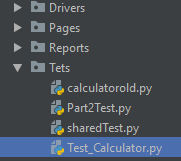 Drivers
Pages
Reports
Tets
calculatorold.py
Part2Test.py
sharedTest.py
Test_Calculator.py